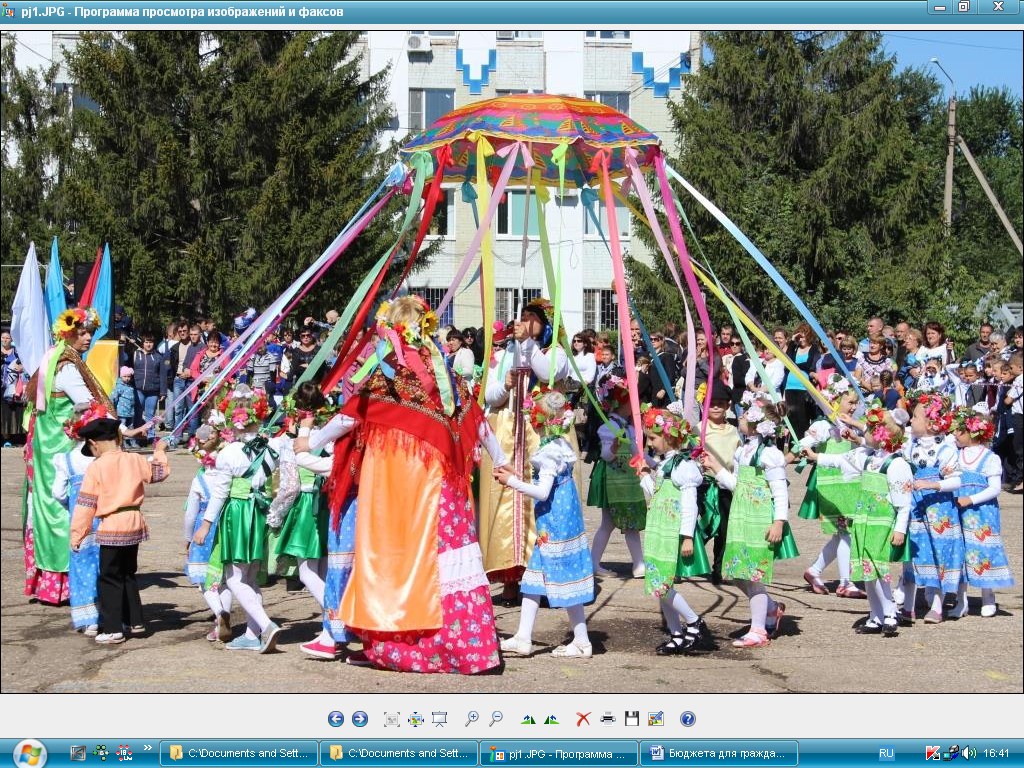 pj1.JPG - Программа просмотра изображений и факсов
C:\Documents and Sett...
C:\Documents and Sett...
pj1.JPG - Программа ...
Бюджета для гражда...
RU
16:41